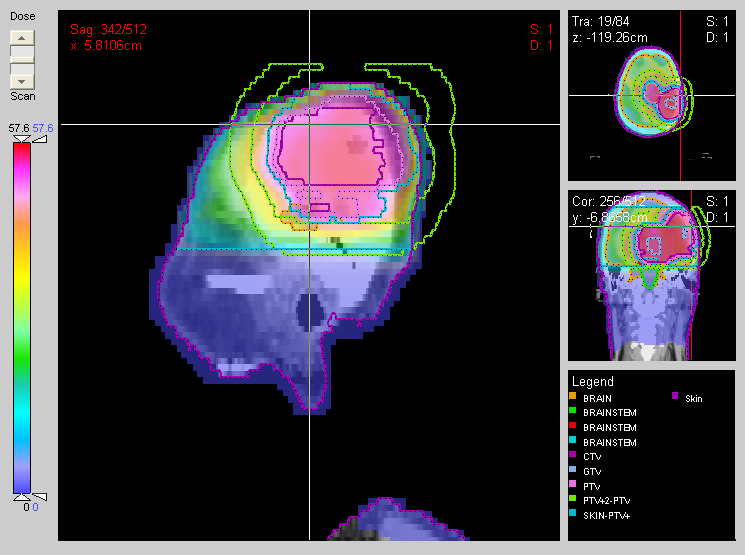 Dose
Scan
57.6 57.6
0 0
Sag: 342/512
x: 5.8106cm
S: 1
D: 1
Tra: 19/84
z: -119.26cm
S: 1
D: 1
Cor: 256/512
y: -6.8658cm
S: 1
D: 1
Legend
BRAIN
BRAINSTEM
BRAINSTEM
BRAINSTEM
CTV
GTV
PTV
PTV+2-PTV
SKIN-PTV+
Skin